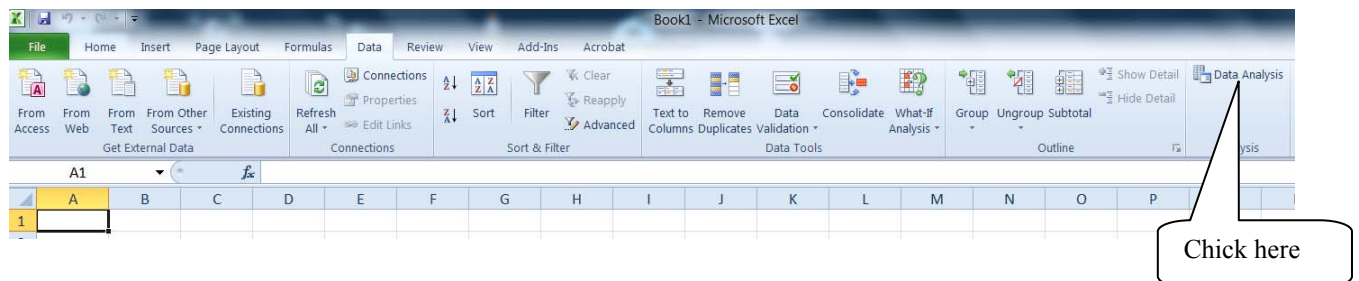 Book1 - Microsoft Excel
File Home Insert Page Layout Formulas Data Review View Add-Ins Acrobat
From Access
From Web
From Text
From Other Sources
Existing Connections
Get External Data
Refresh All
Connections
Properties
Edit Links
Connections
A Z
Z A
A Z
Z A
Sort
Filter
Clear
Reapply
Advanced
Sort & Filter
Text to Columns
Remove Duplicates
Data Validation
Consolidate
What-If Analysis
Data Tools
Group
Ungroup
Subtotal
Show Detail
Hide Detail
Outline
Data Analysis
A1
fx
A B C D E F G H I J K L M N O P
1
Chick here